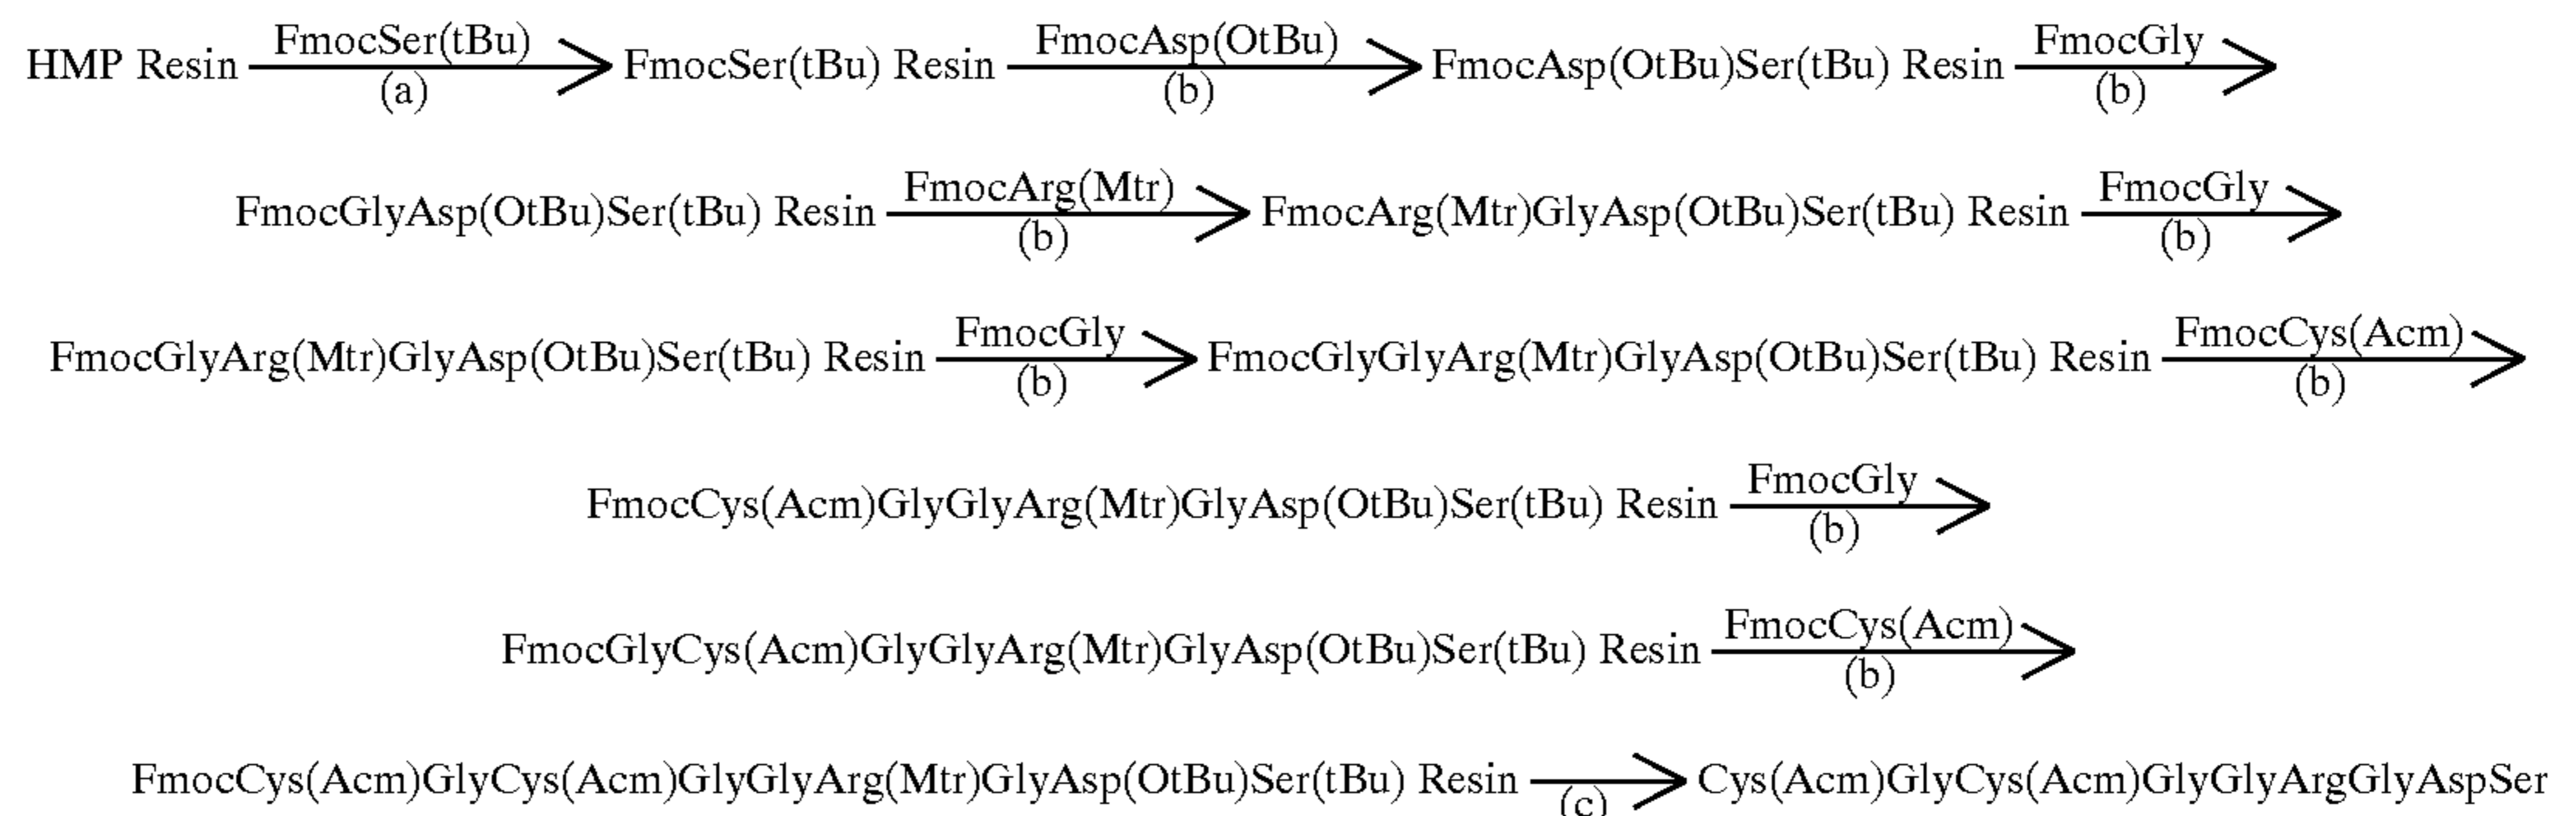 HMP Resin FmocSer(tBu) (a) FmocSer(tBu) Resin FmocAsp(OtBu) (b) FmocAsp(OtBu)Ser(tBu) Resin FmocGly (b)
FmocGlyAsp(OtBu)Ser(tBu) Resin FmocArg(Mtr) (b) FmocArg(Mtr)GlyAsp(OtBu)Ser(tBu) Resin FmocGly (b)
FmocGlyArg(Mtr)GlyAsp(OtBu)Ser(tBu) Resin FmocGly (b) FmocGlyGlyArg(Mtr)GlyAsp(OtBu)Ser(tBu) Resin FmocCys(Acm) (b)
FmocCys(Acm)GlyGlyArg(Mtr)GlyAsp(OtBu)Ser(tBu) Resin FmocGly (b)
FmocGlyCys(Acm)GlyGlyArg(Mtr)GlyAsp(OtBu)Ser(tBu) Resin FmocCys(Acm) (b)
FmocCys(Acm)GlyCys(Acm)GlyGlyArg(Mtr)GlyAsp(OtBu)Ser(tBu) Resin (c) Cys(Acm)GlyCys(Acm)GlyGlyArgGlyAspSer